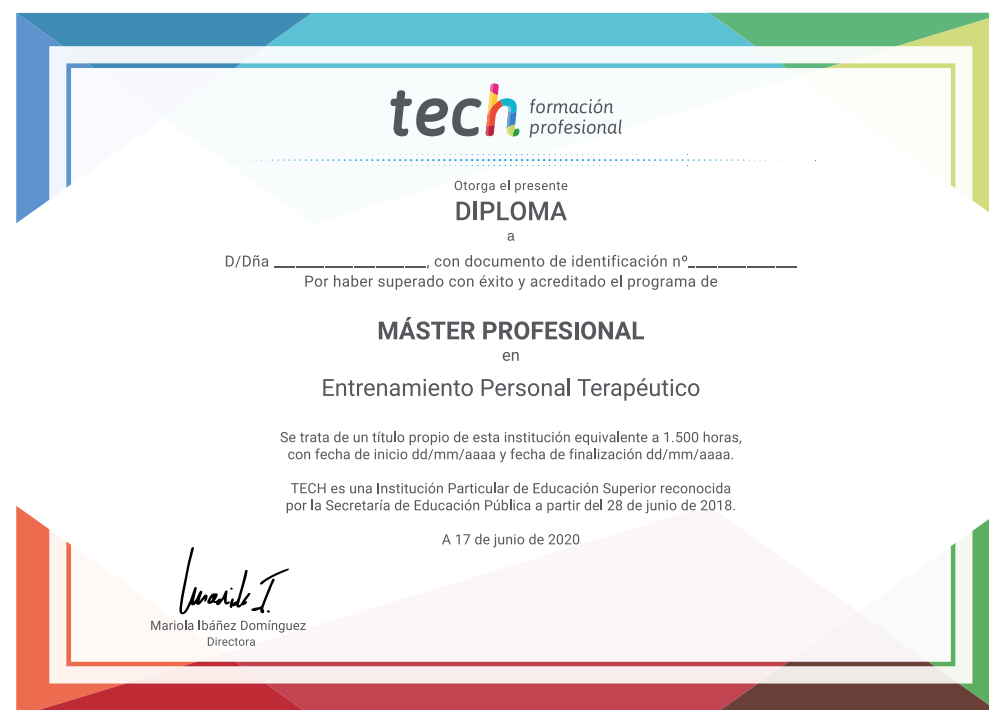 tech formación
profesional
Otorga el presente
DIPLOMA
a
D/Dña ______________, con documento de identificación nº__________
Por haber superado con éxito y acreditado el programa de
MÁSTER PROFESIONAL
en
Entrenamiento Personal Terapéutico
Se trata de un título propio de esta institución equivalente a 1.500 horas,
con fecha de inicio dd/mm/aaaa y fecha de finalización dd/mm/aaaa.
TECH es una Institución Particular de Educación Superior reconocida
por la Secretaría de Educación Pública a partir del 28 de junio de 2018.
A 17 de junio de 2020
Mariola Ibáñez Domínguez
Directora